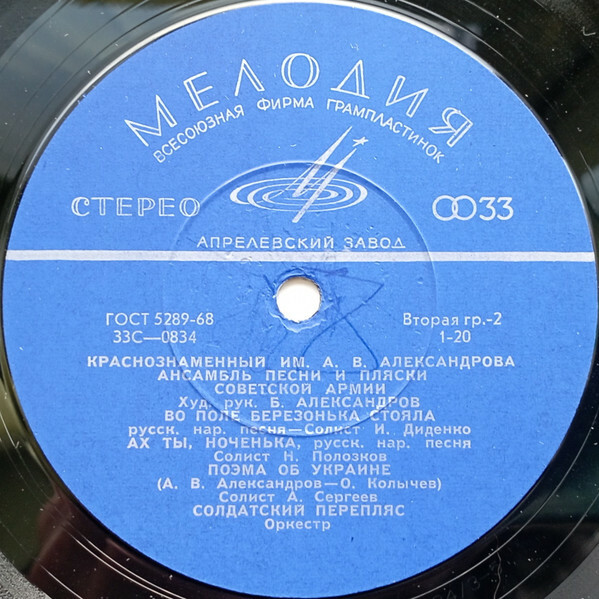 МЕЛОДИЯ
ВСЕСОЮЗНАЯ ФИРМА ГРАМПЛАСТИНОК
СТЕРЕО 33
АПРЕЛЕВСКИЙ ЗАВОД
ГОСТ 5289-68 Вторая гр.-2
33С—0834 1-20
КРАСНОЗНАМЕННЫЙ ИМ. А. В. АЛЕКСАНДРОВА
АНСАМБЛЬ ПЕСНИ И ПЛЯСКИ
СОВЕТСКОЙ АРМИИ
Худ. рук. Б. АЛЕКСАНДРОВ
ВО ПОЛЕ БЕРЕЗОНЬКА СТОЯЛА
русск. нар. песня—Солист И. Диденко
АХ ТЫ, НОЧЕНЬКА, русск. нар. песня
Солист Н. Полозков
ПОЭМА ОБ УКРАИНЕ
(А. В. Александров—О. Колычев)
Солист А. Сергеев
СОЛДАТСКИЙ ПЕРЕПЛЯС
Оркестр